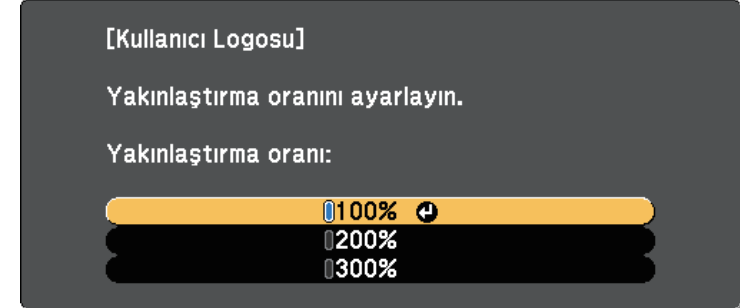 [Kullanıcı Logosu]
Yakınlaştırma oranını ayarlayın.
Yakınlaştırma oranı:
100%
200%
300%